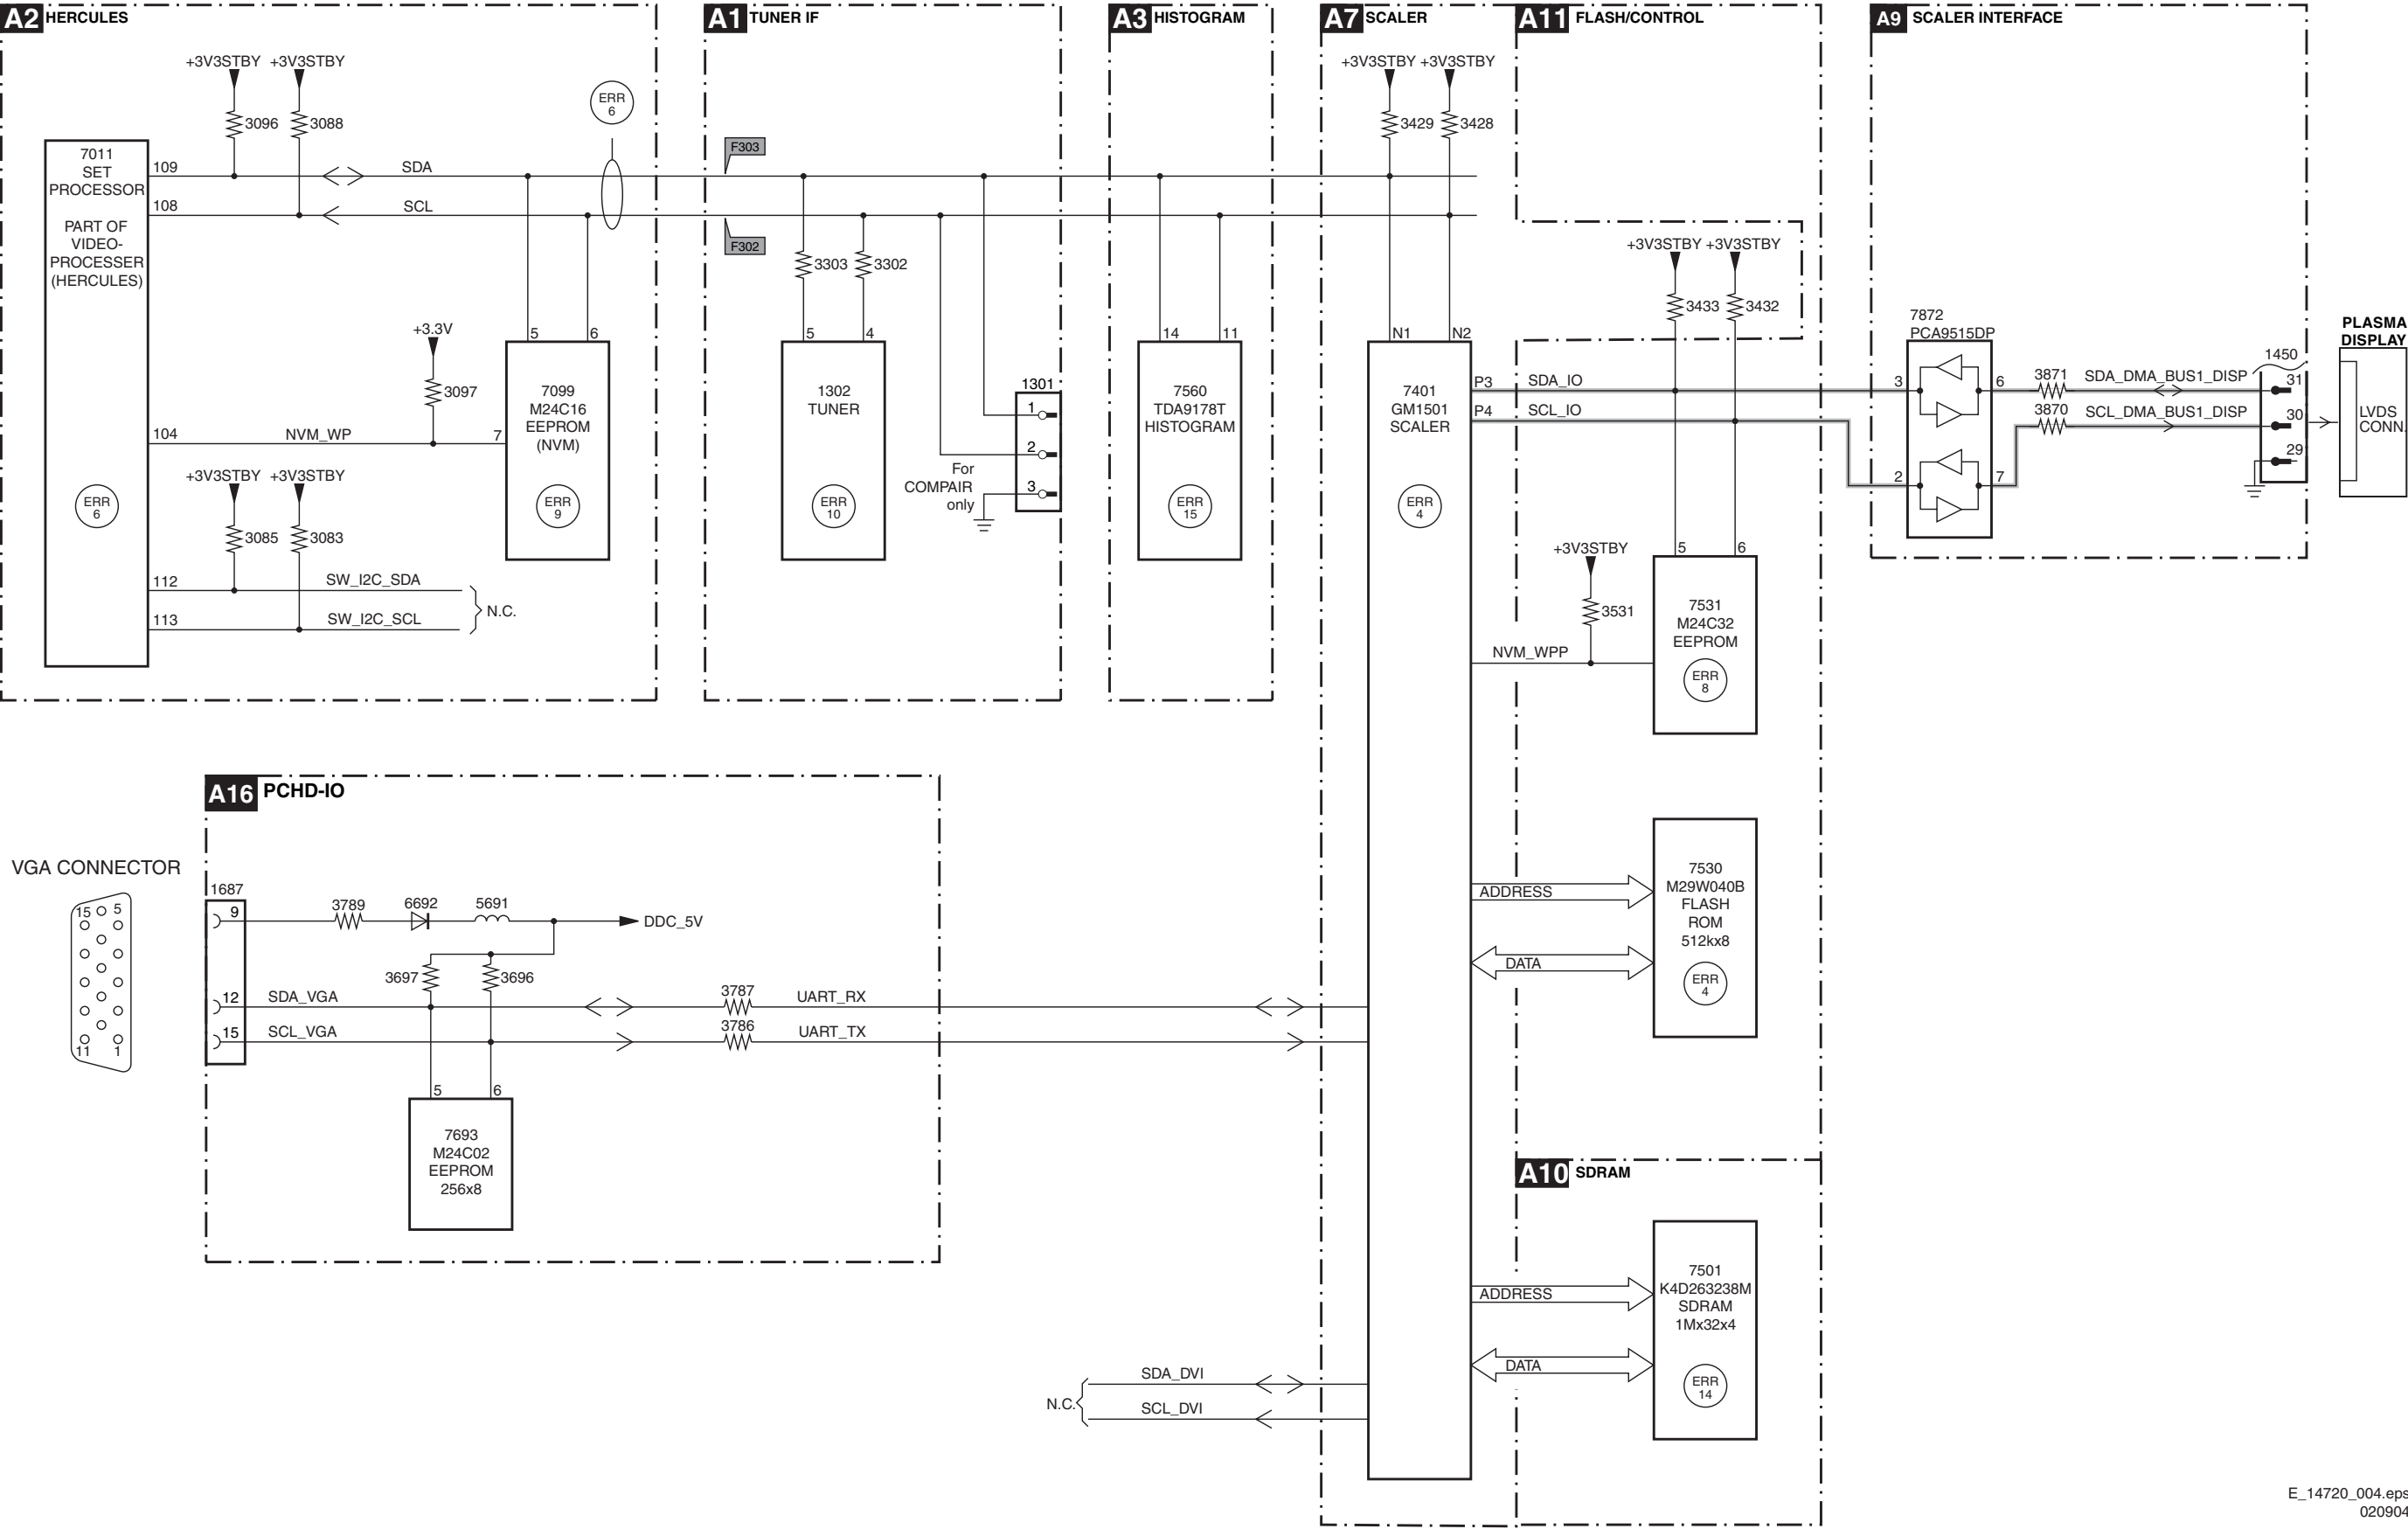 A2 HERCULES
+3V3STBY +3V3STBY
3096 3088
ERR
6
7011
SET
PROCESSOR
PART OF
VIDEO-
PROCESSER
(HERCULES)
ERR
6
109
SDA
108
SCL
+3.3V
3097
104
NVM_WP
7
5 6
7099
M24C16
EEPROM
(NVM)
ERR
9
+3V3STBY +3V3STBY
3085 3083
112
SW_I2C_SDA
113
SW_I2C_SCL
N.C.
A1 TUNER IF
F303
F302
3303 3302
5 4
1302
TUNER
ERR
10
1301
1
2
3
For
COMPAIR
only
A3 HISTOGRAM
14 11
7560
TDA9178T
HISTOGRAM
ERR
15
A7 SCALER
+3V3STBY +3V3STBY
3429 3428
N1 N2
7401
GM1501
SCALER
ERR
4
P3 SDA_IO
P4 SCL_IO
A11 FLASH/CONTROL
+3V3STBY +3V3STBY
3433 3432
+3V3STBY
3531
NVM_WPP
5 6
7531
M24C32
EEPROM
ERR
8
ADDRESS
DATA
7530
M29W040B
FLASH
ROM
512kx8
ERR
4
A10 SDRAM
ADDRESS
DATA
7501
K4D263238M
SDRAM
1Mx32x4
ERR
14
A9 SCALER INTERFACE
7872
PCA9515DP
3 6
2 7
3871 SDA_DMA_BUS1_DISP
3870 SCL_DMA_BUS1_DISP
1450
31
30
29
PLASMA
DISPLAY
LVDS
CONN.
A16 PCHD-IO
VGA CONNECTOR
15 5
11 1
1687
9
3789 6692 5691
DDC_5V
3697 3696
12 SDA_VGA
3787 UART_RX
15 SCL_VGA
3786 UART_TX
5 6
7693
M24C02
EEPROM
256x8
N.C.
SDA_DVI
SCL_DVI
E_14720_004.eps
020904